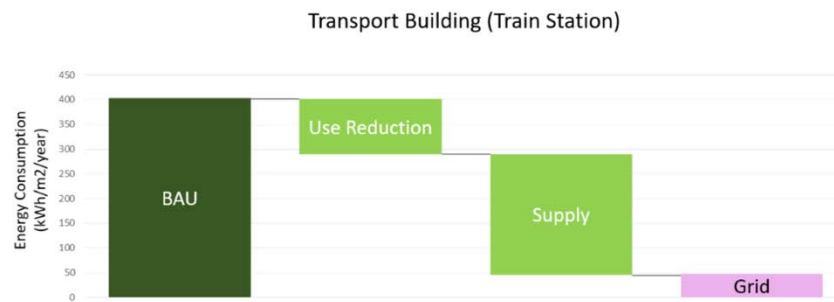 Transport Building (Train Station)
Energy Consumption
(kWh/m2/year)
450
400
350
300
250
200
150
100
50
0
BAU
Use Reduction
Supply
Grid